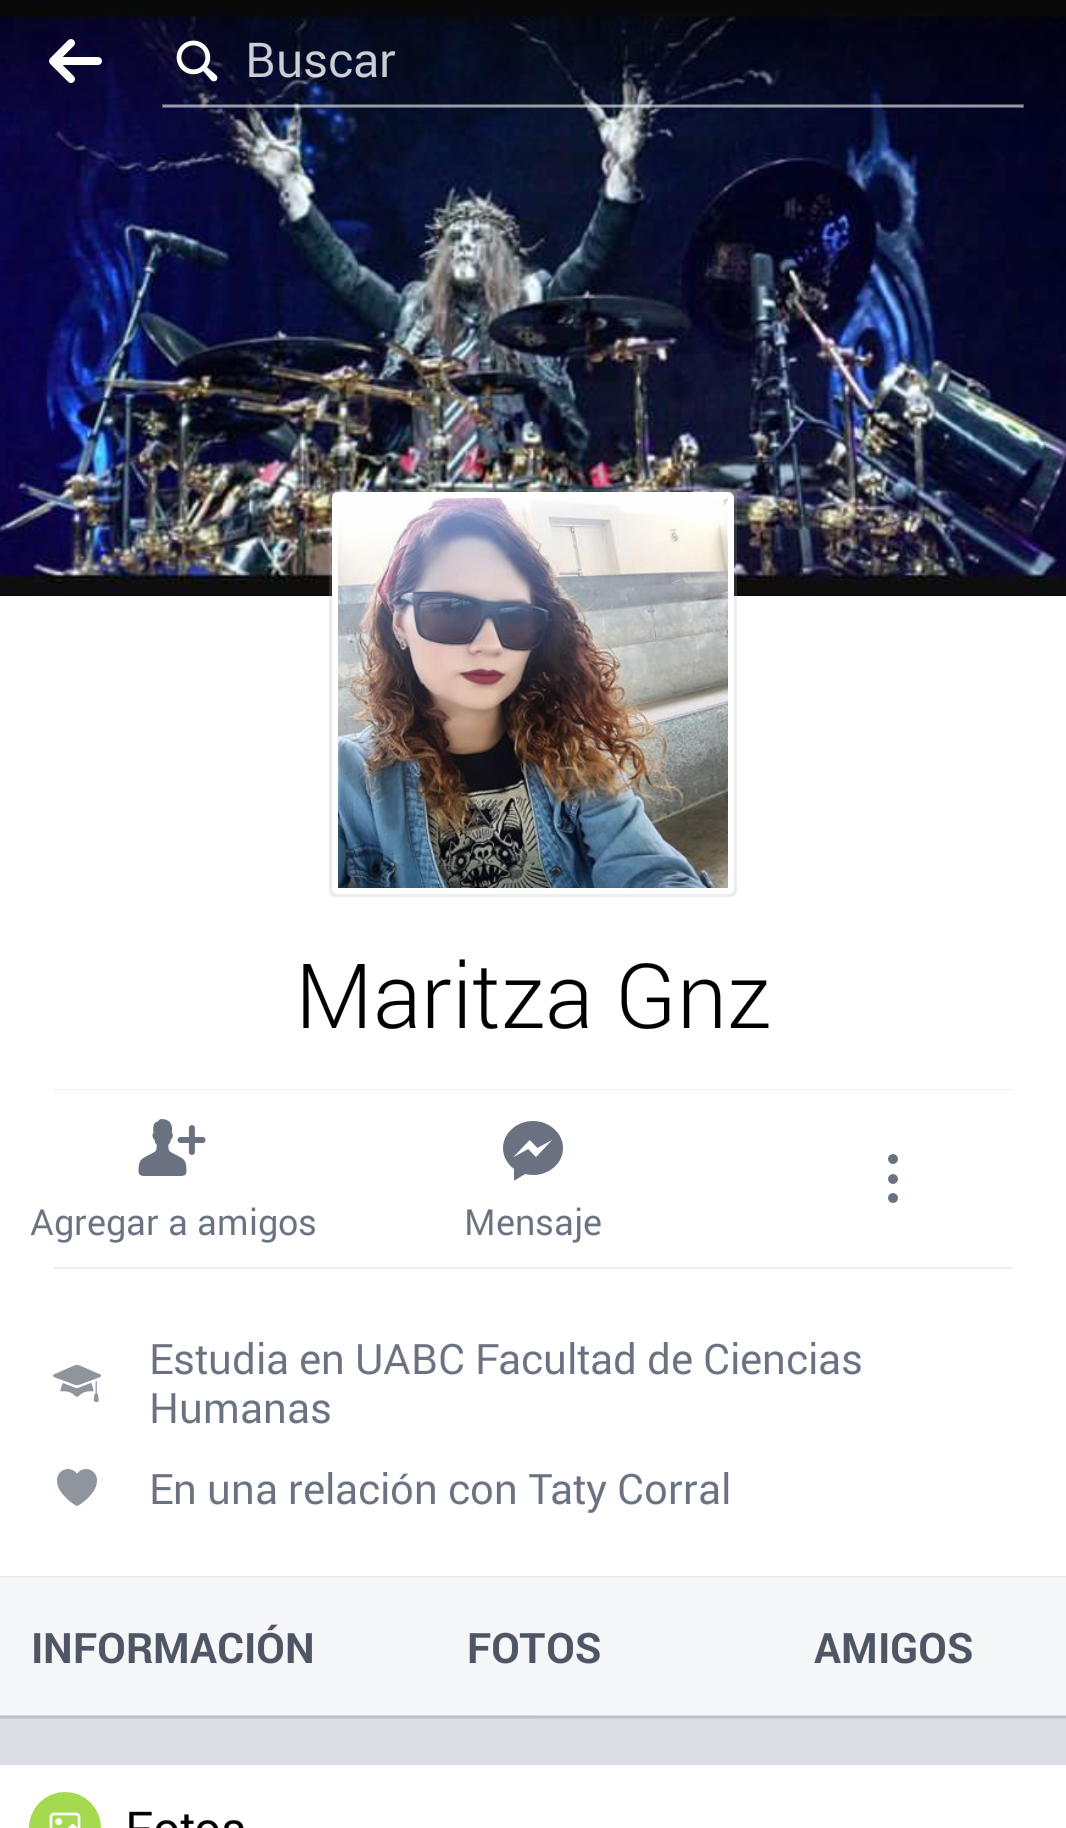 Buscar
Maritza Gnz
Agregar a amigos
Mensaje
Estudia en UABC Facultad de Ciencias
Humanas
En una relación con Taty Corral
INFORMACIÓN
FOTOS
AMIGOS
Fotos